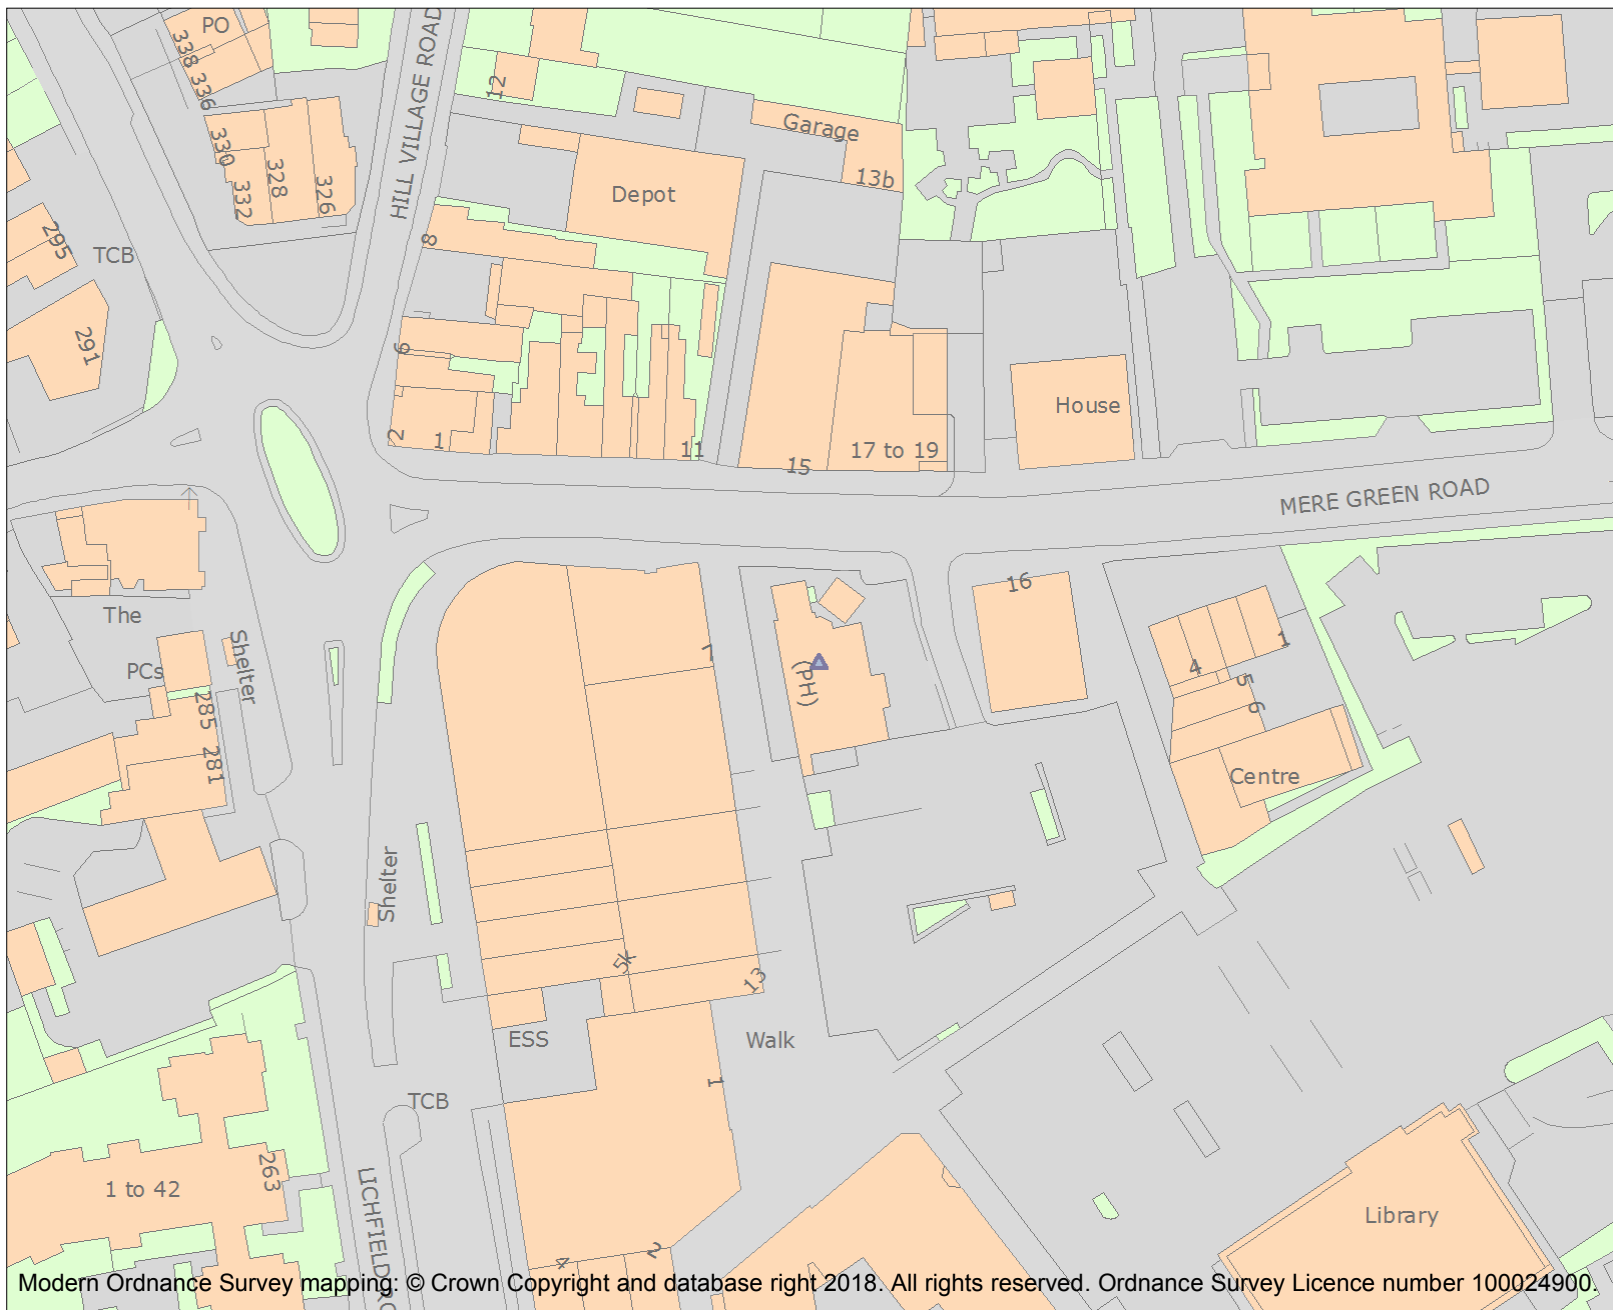 PO
338
336
HILL VILLAGE ROAD
12
Garage
13b
330
328
332
326
Depot
295
TCB
8
291
6
House
2
1
11
15
17 to 19
MERE GREEN ROAD
16
The
Shelter
7
(PH)
1
4
5
6
PCs
285
281
Centre
Shelter
5k
13
ESS
Walk
1
TCB
263
1 to 42
LICHFIELD RO
Library
4
2
Modern Ordnance Survey mapping: © Crown Copyright and database right 2018. All rights reserved. Ordnance Survey Licence number 100024900.